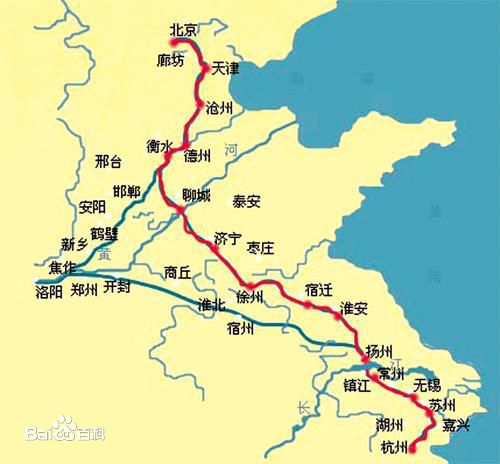 北京
廊坊
天津
渤
海
沧州
衡水
德州
河
邢台
邯郸
聊城
泰安
安阳
鹤壁
黄
新乡
黄
济宁
枣庄
海
焦作
洛阳
郑州
开封
商丘
徐州
宿迁
淮安
淮北
宿州
扬州
江
镇江
常州
无锡
长
苏州
湖州
嘉兴
杭州
Bai百科